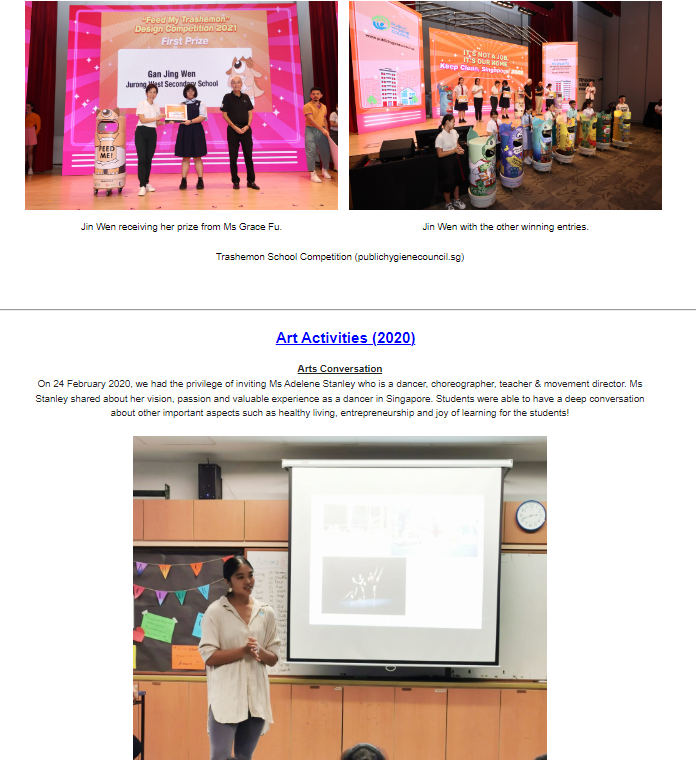 "Feed My Trashemon"
Design Competition 2021
First Prize
Gan Jing Wen
Jurong West Secondary School
FEED
ME!
IT'S NOT A JOB,
IT'S OUR HOME
Keep Clean, Singapore!
Jin Wen receiving her prize from Ms Grace Fu.
Jin Wen with the other winning entries.
Trashemon School Competition (publichygienecouncil.sg)
Art Activities (2020)
Arts Conversation
On 24 February 2020, we had the privilege of inviting Ms Adelene Stanley who is a dancer, choreographer, teacher & movement director. Ms
Stanley shared about her vision, passion and valuable experience as a dancer in Singapore. Students were able to have a deep conversation
about other important aspects such as healthy living, entrepreneurship and joy of learning for the students!